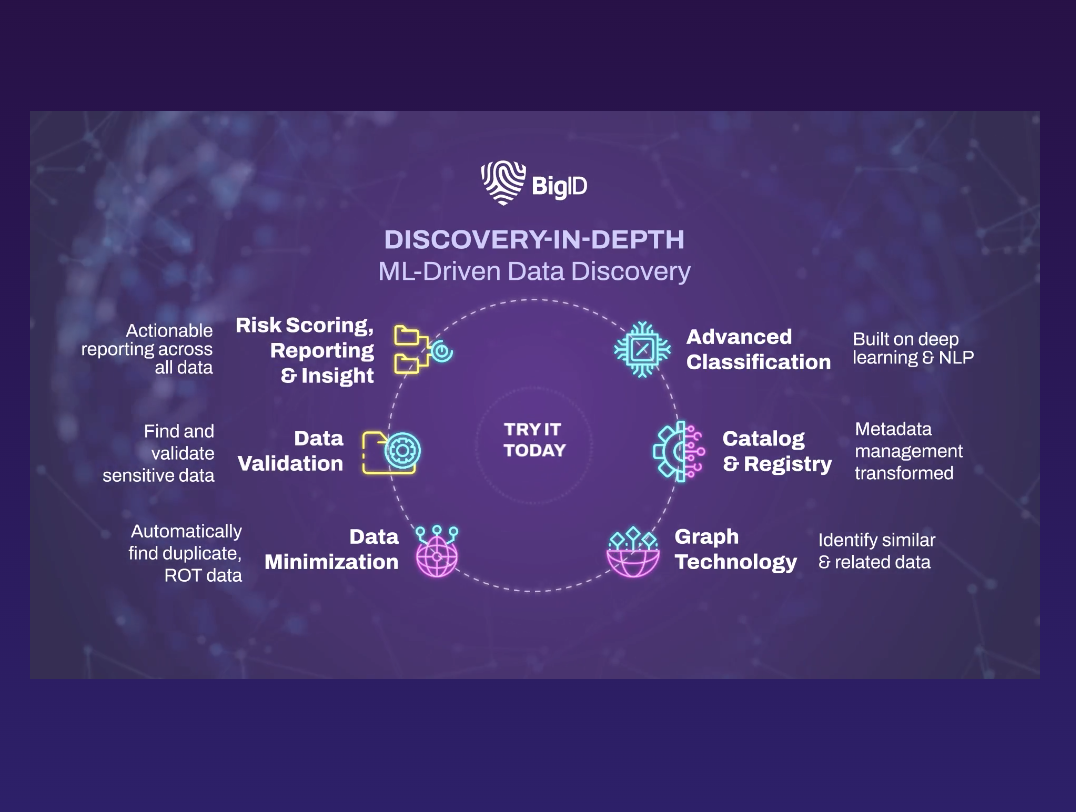 BigID
DISCOVERY-IN-DEPTH
ML-Driven Data Discovery
Actionable
reporting across
all data
Risk Scoring,
Reporting
& Insight
Advanced
Classification
Built on deep
learning & NLP
Find and
validate
sensitive data
Data
Validation
TRY IT
TODAY
Catalog
& Registry
Metadata
management
transformed
Automatically
find duplicate,
ROT data
Data
Minimization
Graph
Technology
Identify similar
& related data